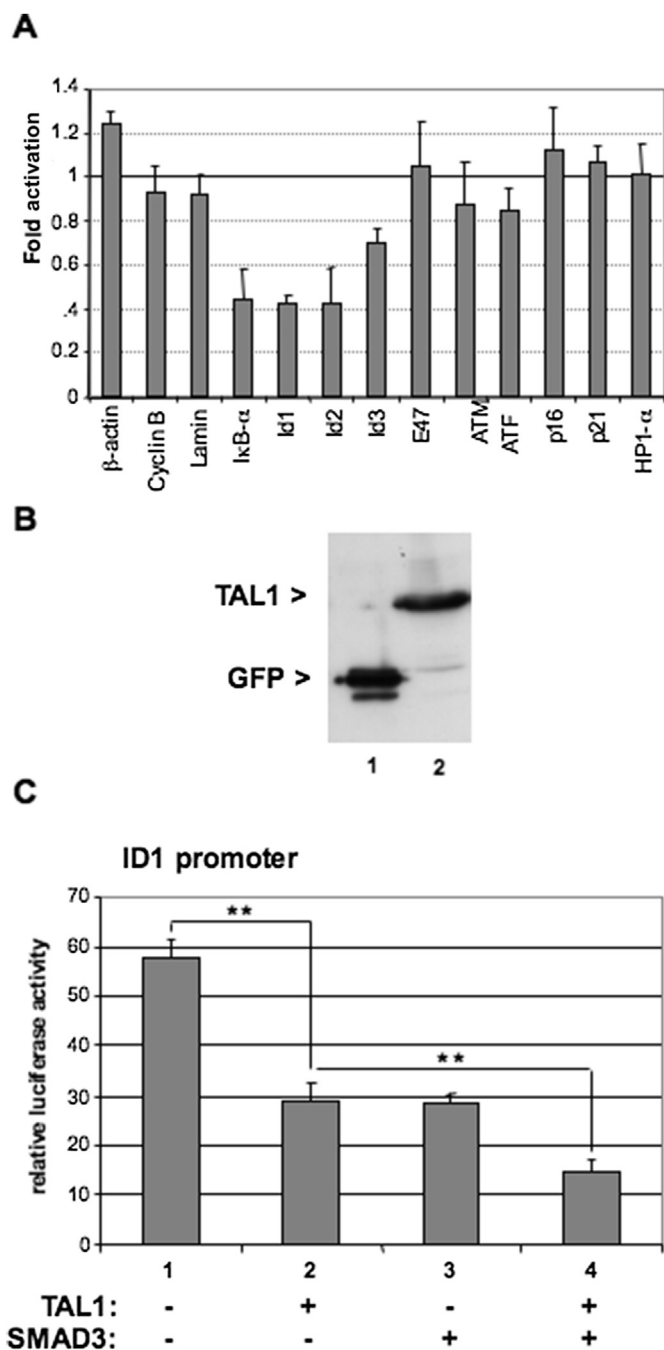 A
Fold activation
1.4
1.2
1
0.8
0.6
.4
0.2
0
β-actin
Cyclin B
Lamin
IκB-α
Id1
Id2
Id3
E47
ATM
ATF
p16
p21
HP1-α
B
TAL1 >
GFP >
1 2
C
ID1 promoter
relative luciferase activity
70
60
50
40
30
20
10
0
**
**
1 2 3 4
TAL1: - + - +
SMAD3: - - + +